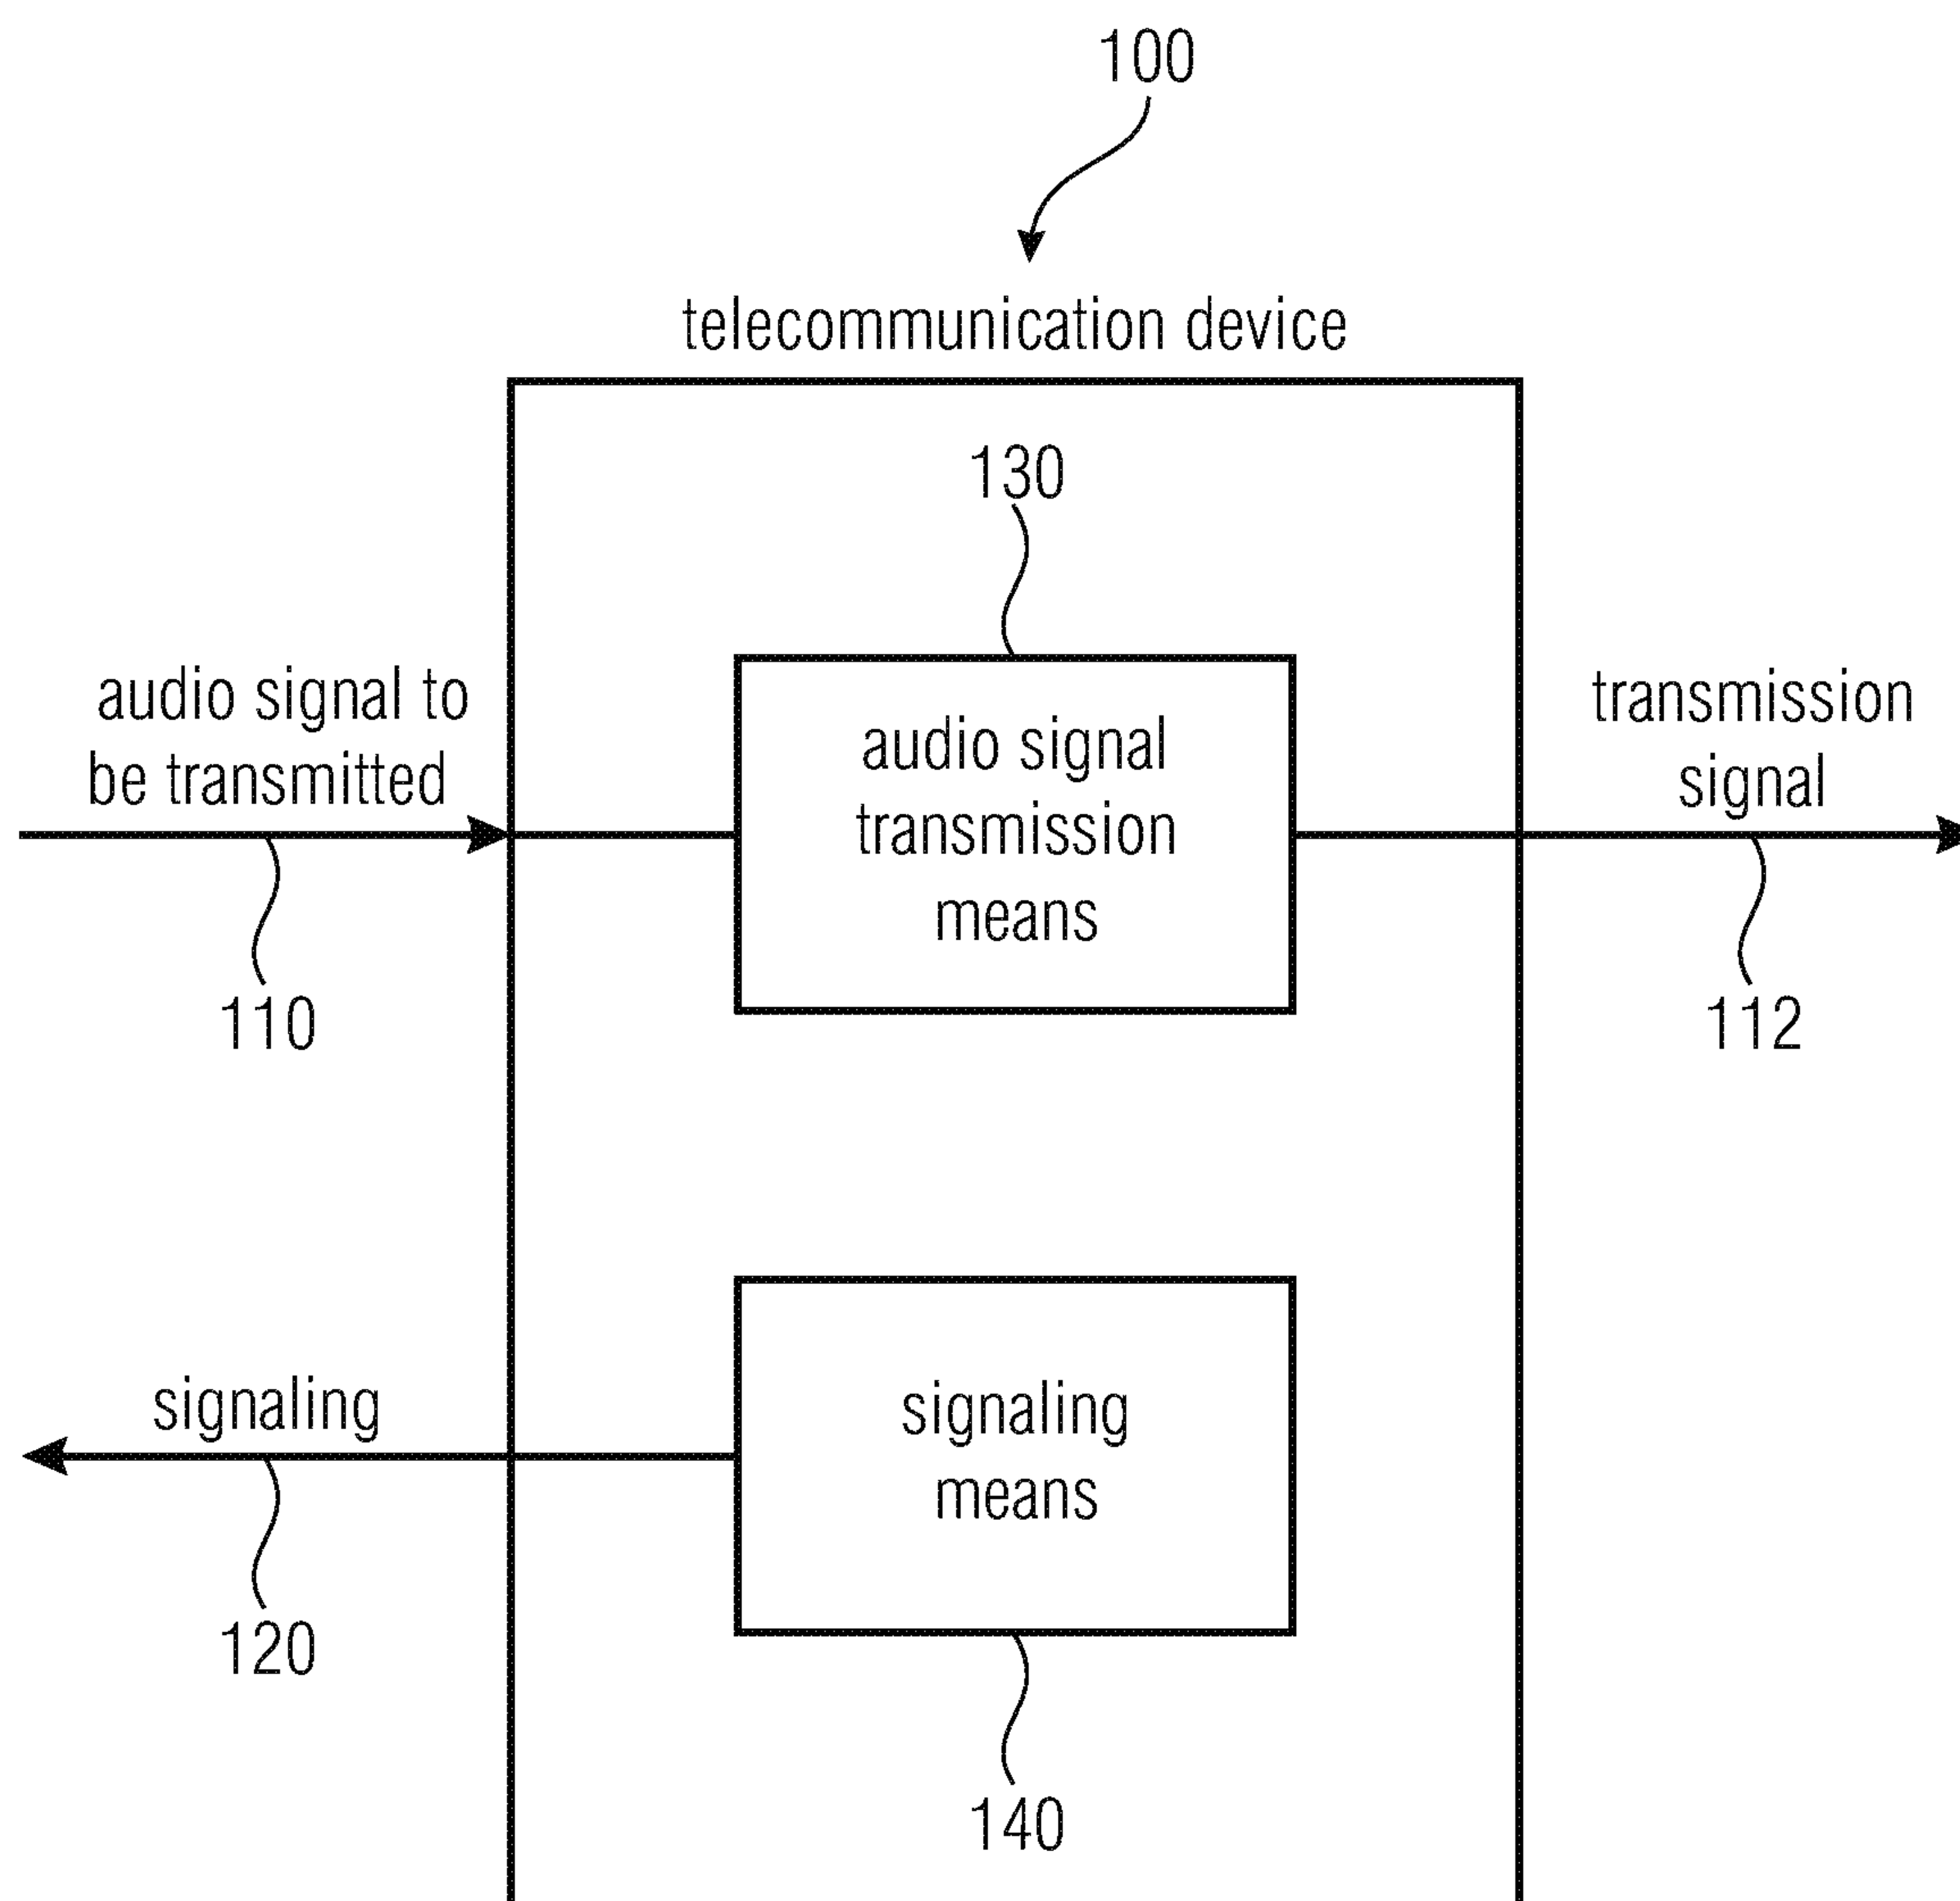 100
telecommunication device
130
audio signal to
be transmitted
audio signal
transmission
means
transmission
signal
110
112
signaling
signaling
means
120
140